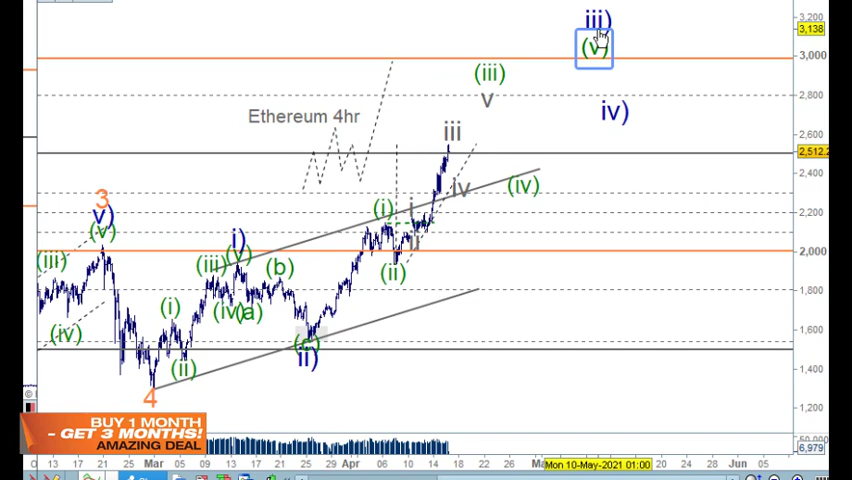 iii)
(v)
3,200
3,138
3,000
(iii)
v
2,800
Ethereum 4hr
iv)
iii
2,600
2,512.2
2,400
3
v)
(v)
(i)
i
iv
(iv)
2,200
i)
(v)
ii
2,000
(iii)
(iii)
(b)
(ii)
1,800
(iv)
(i)
(iv)
(a)
1,600
(ii)
(c)
ii)
1,400
4
1,200
BUY 1 MONTH
- GET 3 MONTHS!
AMAZING DEAL
50,000
6,979
13 17 21 25 Mar 05 09 13 17 21 25 29 Apr 06 10 14 18 22 26 30 Ma Mon 10-May-2021 01:00 20 24 28 Jun 05